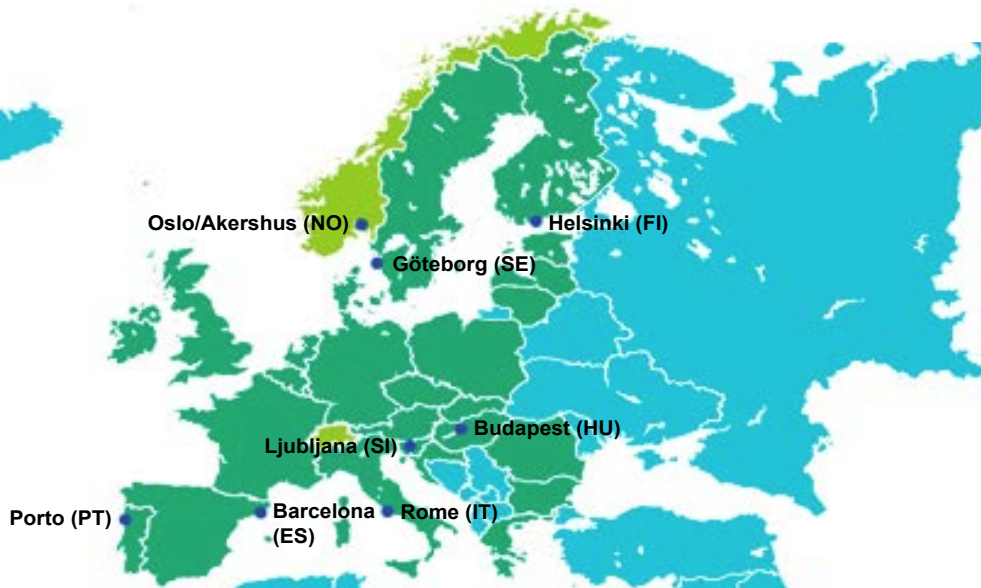 Oslo/Akershus (NO)
Helsinki (FI)
Göteborg (SE)
Budapest (HU)
Ljubljana (SI)
Porto (PT)
Barcelona
(ES)
Rome (IT)